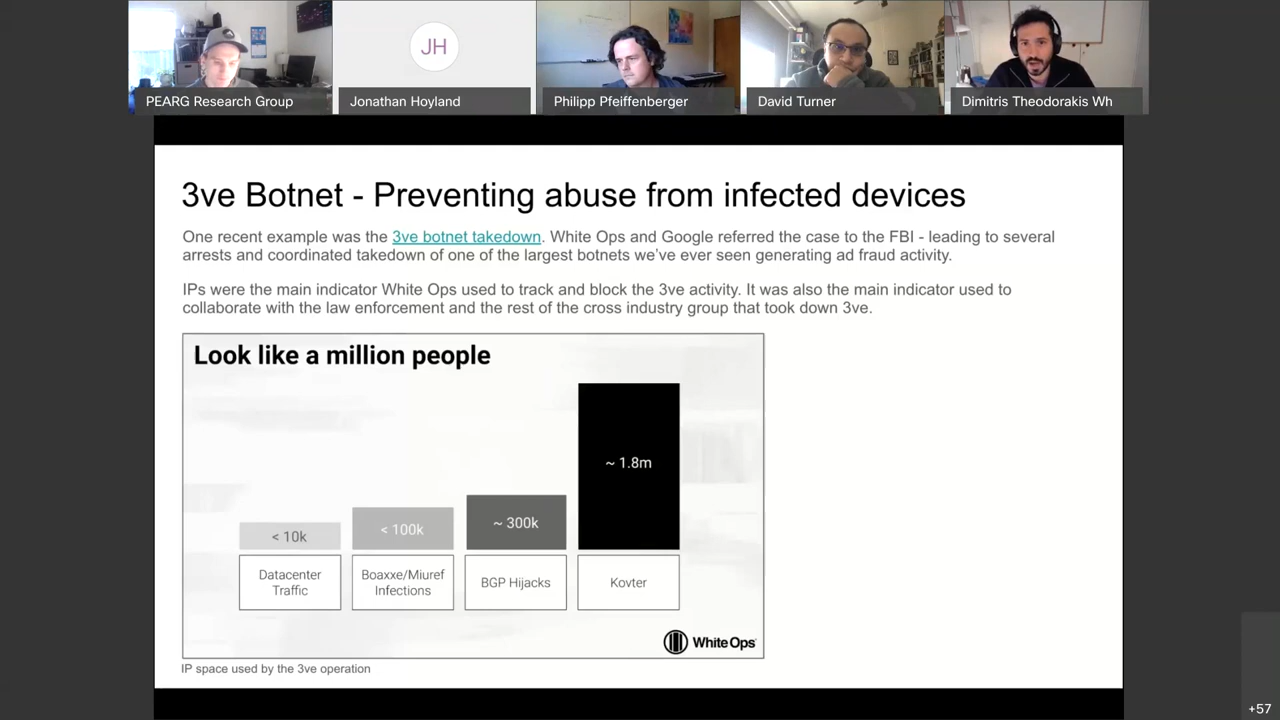 PEARG Research Group
JH
Jonathan Hoyland
Philipp Pfeiffenberger
David Turner
Dimitris Theodorakis Wh
3ve Botnet - Preventing abuse from infected devices
One recent example was the 3ve botnet takedown. White Ops and Google referred the case to the FBI - leading to several
arrests and coordinated takedown of one of the largest botnets we've ever seen generating ad fraud activity.
IPs were the main indicator White Ops used to track and block the 3ve activity. It was also the main indicator used to
collaborate with the law enforcement and the rest of the cross industry group that took down 3ve.
Look like a million people
< 10k
< 100k
~ 300k
~ 1.8m
Datacenter
Traffic
Boaxxe/Miuref
Infections
BGP Hijacks
Kovter
White Ops
IP space used by the 3ve operation
+57